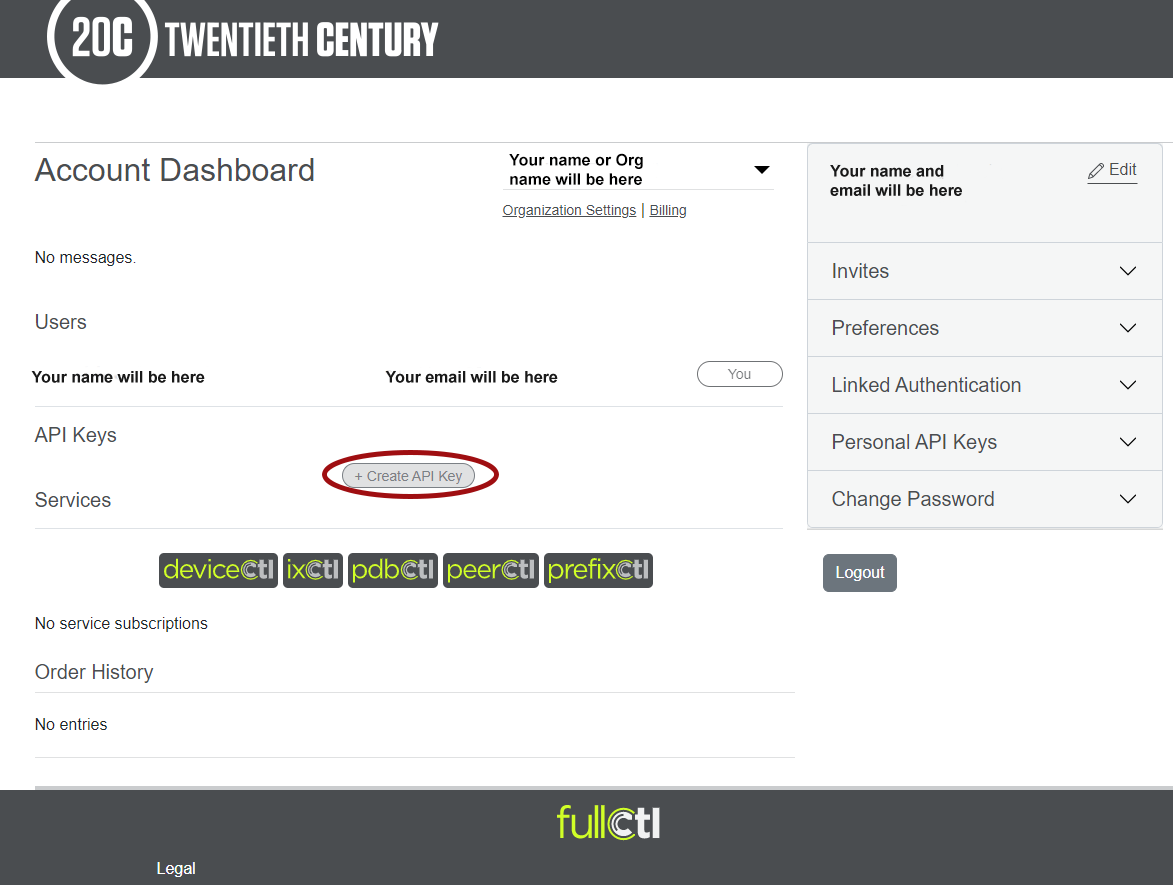 20C TWENTIETH CENTURY
Account Dashboard
Your name or Org
name will be here
Organization Settings | Billing
No messages.
Users
Your name will be here Your email will be here You
API Keys
+ Create API Key
Services
deviceCtl ixCtl pdbCtl peerCtl prefixCtl
No service subscriptions
Order History
No entries
Your name and
email will be here
Edit
Invites
Preferences
Linked Authentication
Personal API Keys
Change Password
Logout
fullCtl
Legal